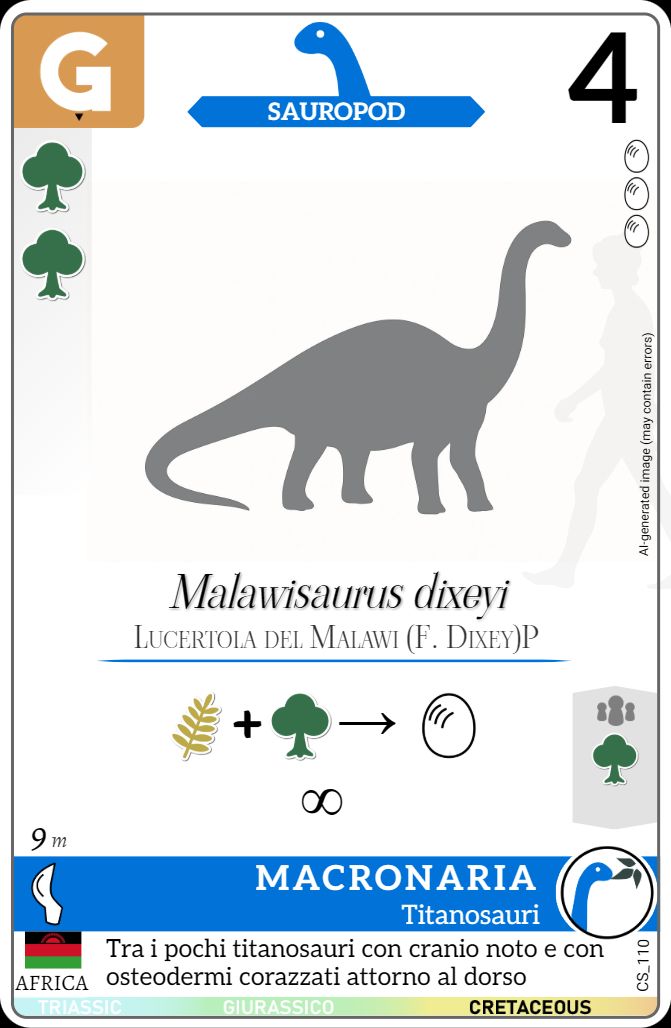 G
SAUROPOD
4
AI-generated image (may contain errors)
Malawisaurus dixeyi
Lucertola del Malawi (F. Dixey)P
+ → 
∞
9 m
MACRONARIA
Titanosauri
AFRICA
Tra i pochi titanosauri con cranio noto e con
osteodermi corazzati attorno al dorso
CS_110
TRIASSIC GIURASSICO CRETACEOUS